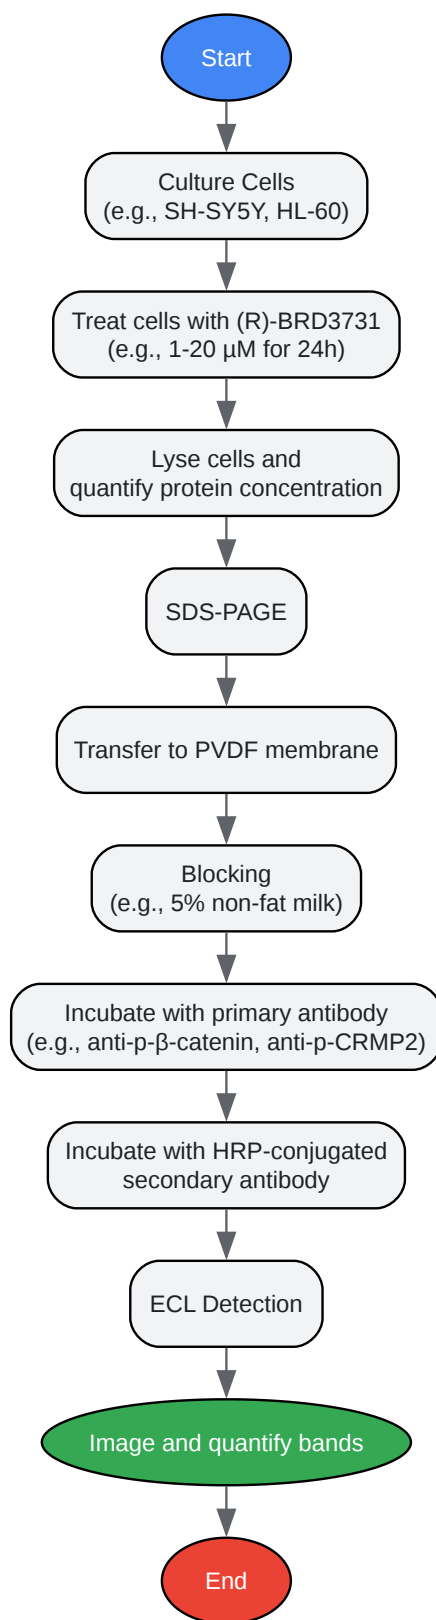 Start
Culture Cells
(e.g., SH-SY5Y, HL-60)
Treat cells with (R)-BRD3731
(e.g., 1-20 µM for 24h)
Lyse cells and
quantify protein concentration
SDS-PAGE
Transfer to PVDF membrane
Blocking
(e.g., 5% non-fat milk)
Incubate with primary antibody
(e.g., anti-p-β-catenin, anti-p-CRMP2)
Incubate with HRP-conjugated
secondary antibody
ECL Detection
Image and quantify bands
End